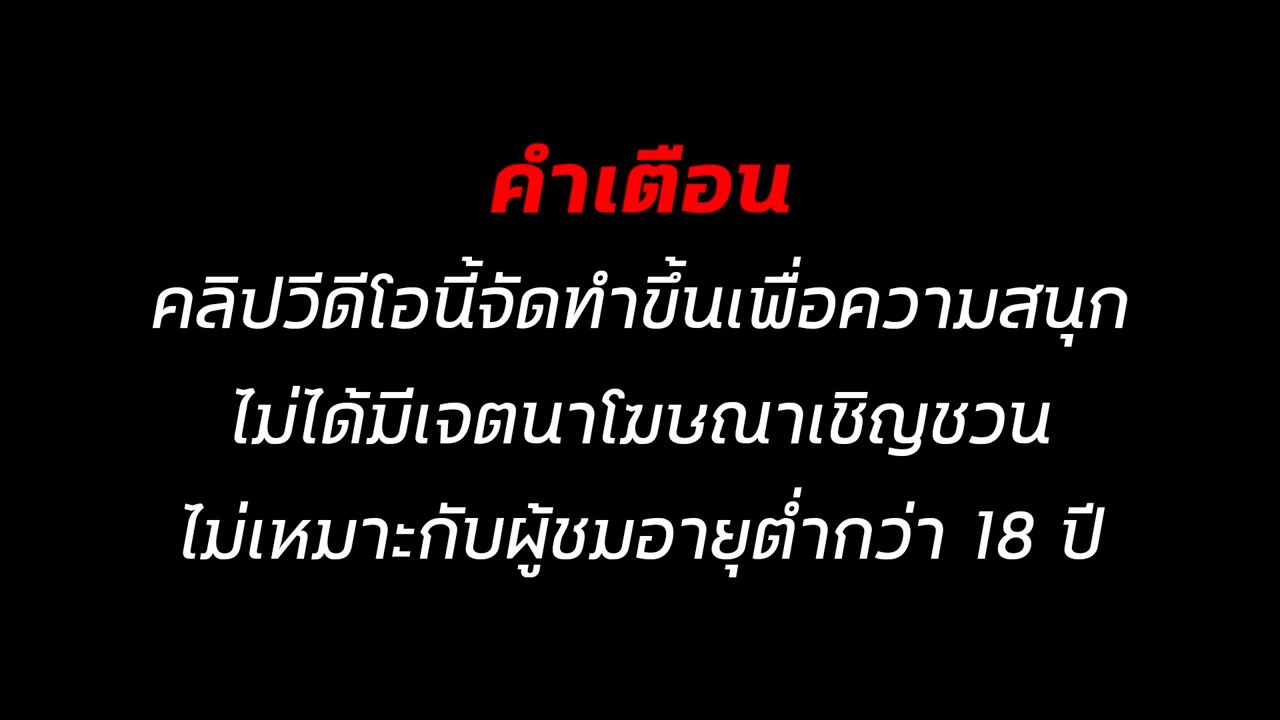 คำเตือน
คลิปวีดีโอนี้จัดทำขึ้นเพื่อความสนุก
ไม่ได้มีเจตนาโฆษณาเชิญชวน
ไม่เหมาะกับผู้ชมอายุต่ำกว่า 18 ปี